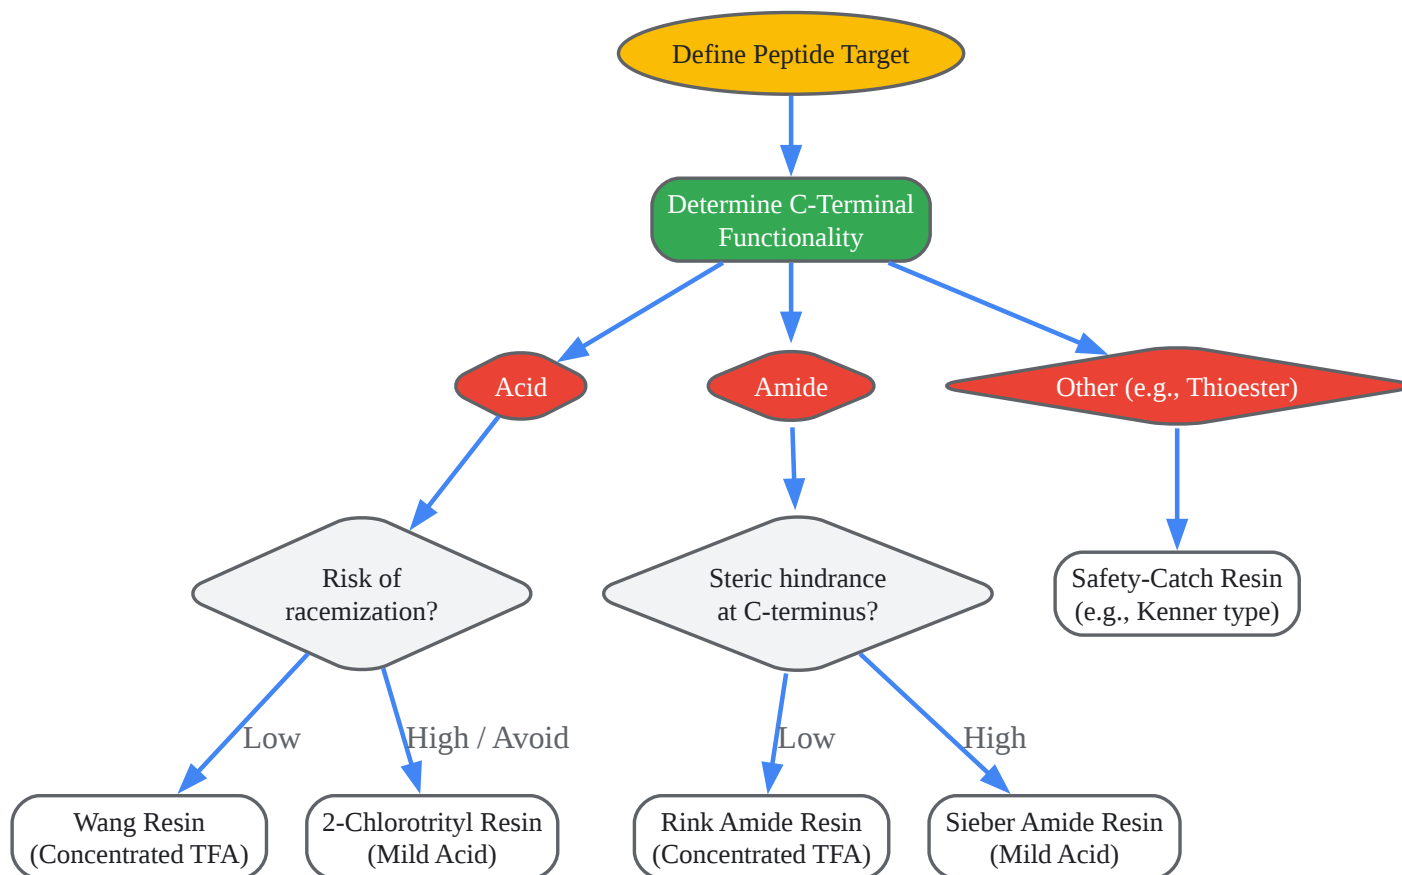 Define Peptide Target
Determine C-Terminal
Functionality
Acid
Amide
Other (e.g., Thioester)
Risk of
racemization?
Steric hindrance
at C-terminus?
Safety-Catch Resin
(e.g., Kenner type)
Low
High / Avoid
Low
High
Wang Resin
(Concentrated TFA)
2-Chlorotrityl Resin
(Mild Acid)
Rink Amide Resin
(Concentrated TFA)
Sieber Amide Resin
(Mild Acid)